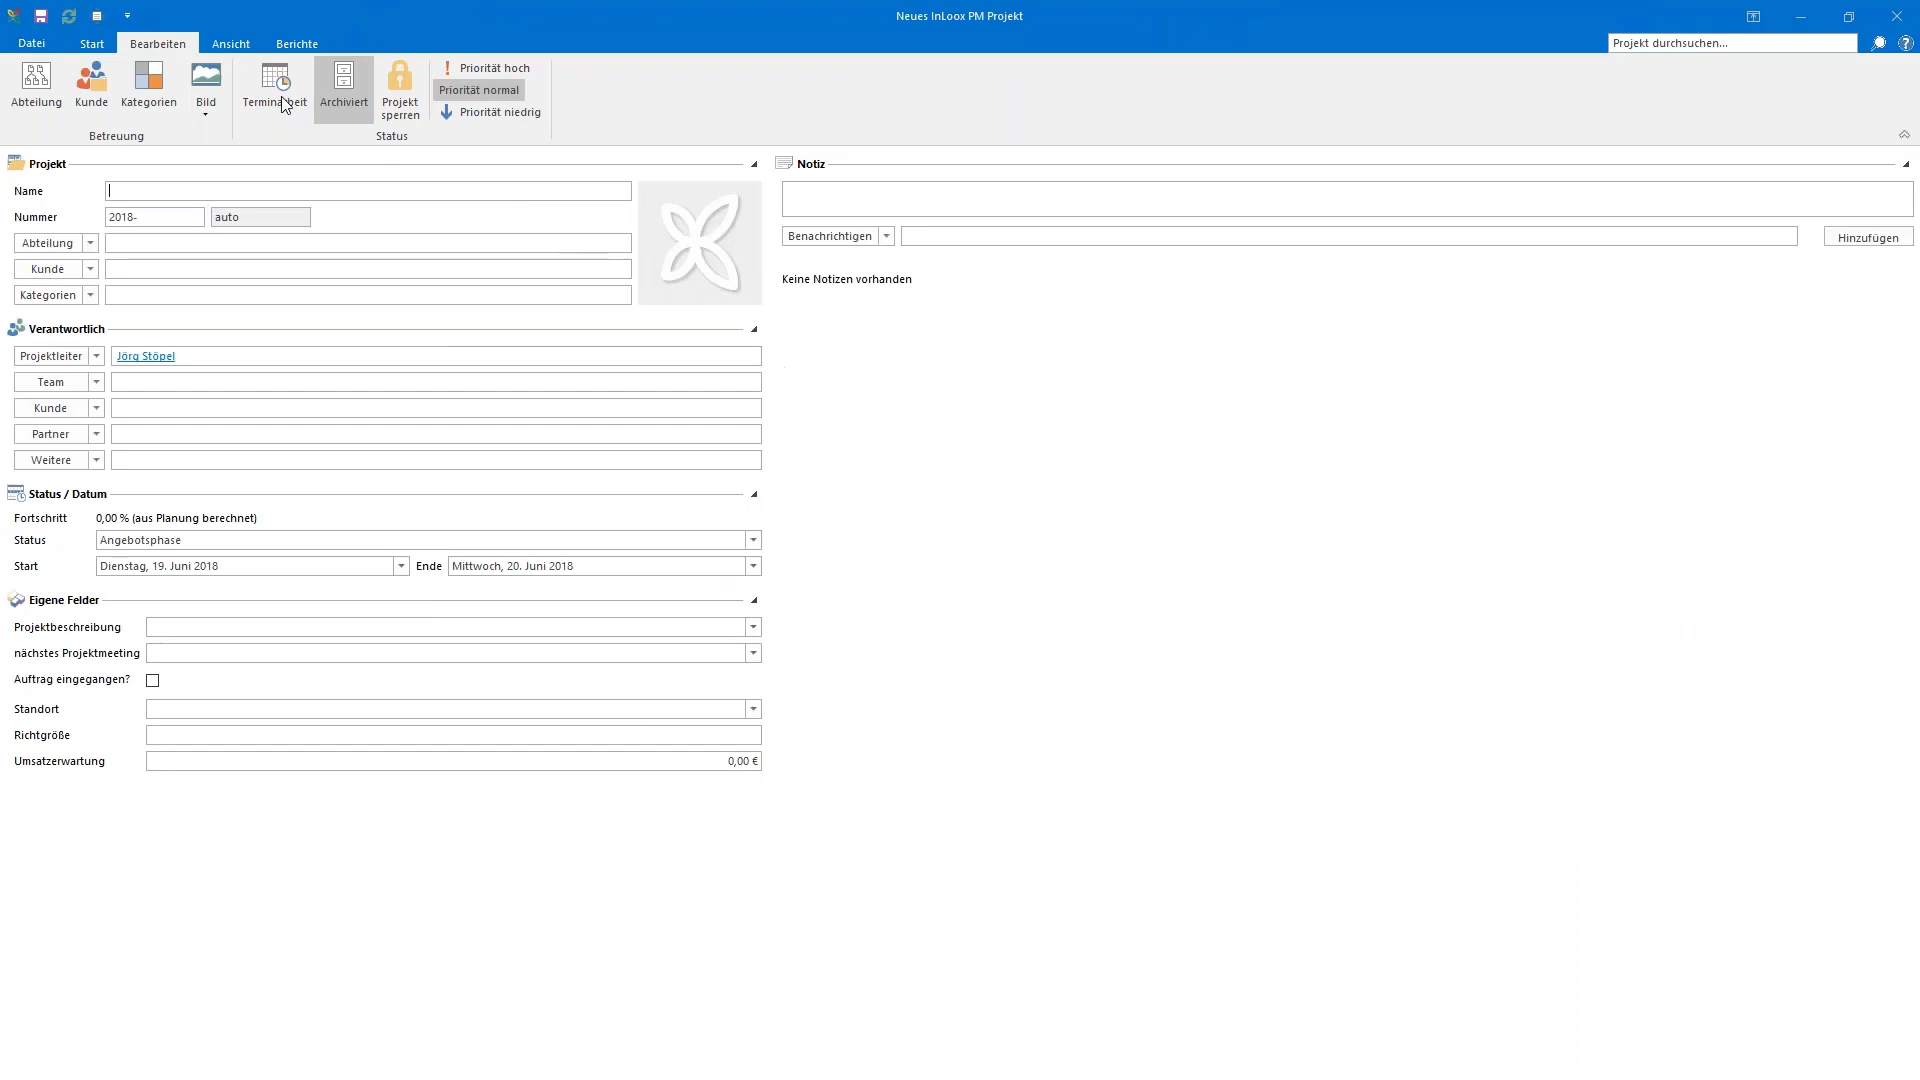 Neues InLoox PM Projekt
Datei Start Bearbeiten Ansicht Berichte
Projekt durchsuchen...
Abteilung Kunde Kategorien Bild
Archiviert Projekt sperren
Priorität hoch
Priorität normal
Priorität niedrig
Betreuung Status
Projekt
Name
Nummer 2018- auto
Abteilung
Kunde
Kategorien
Verantwortlich
Projektleiter Jörg Stöpel
Team
Kunde
Partner
Weitere
Status / Datum
Fortschritt 0,00 % (aus Planung berechnet)
Status Angebotsphase
Start Dienstag, 19. Juni 2018 Ende Mittwoch, 20. Juni 2018
Eigene Felder
Projektbeschreibung
nächstes Projektmeeting
Auftrag eingegangen?
Standort
Richtgröße
Umsatzerwartung 0,00 €
Notiz
Benachrichtigen Hinzufügen
Keine Notizen vorhanden